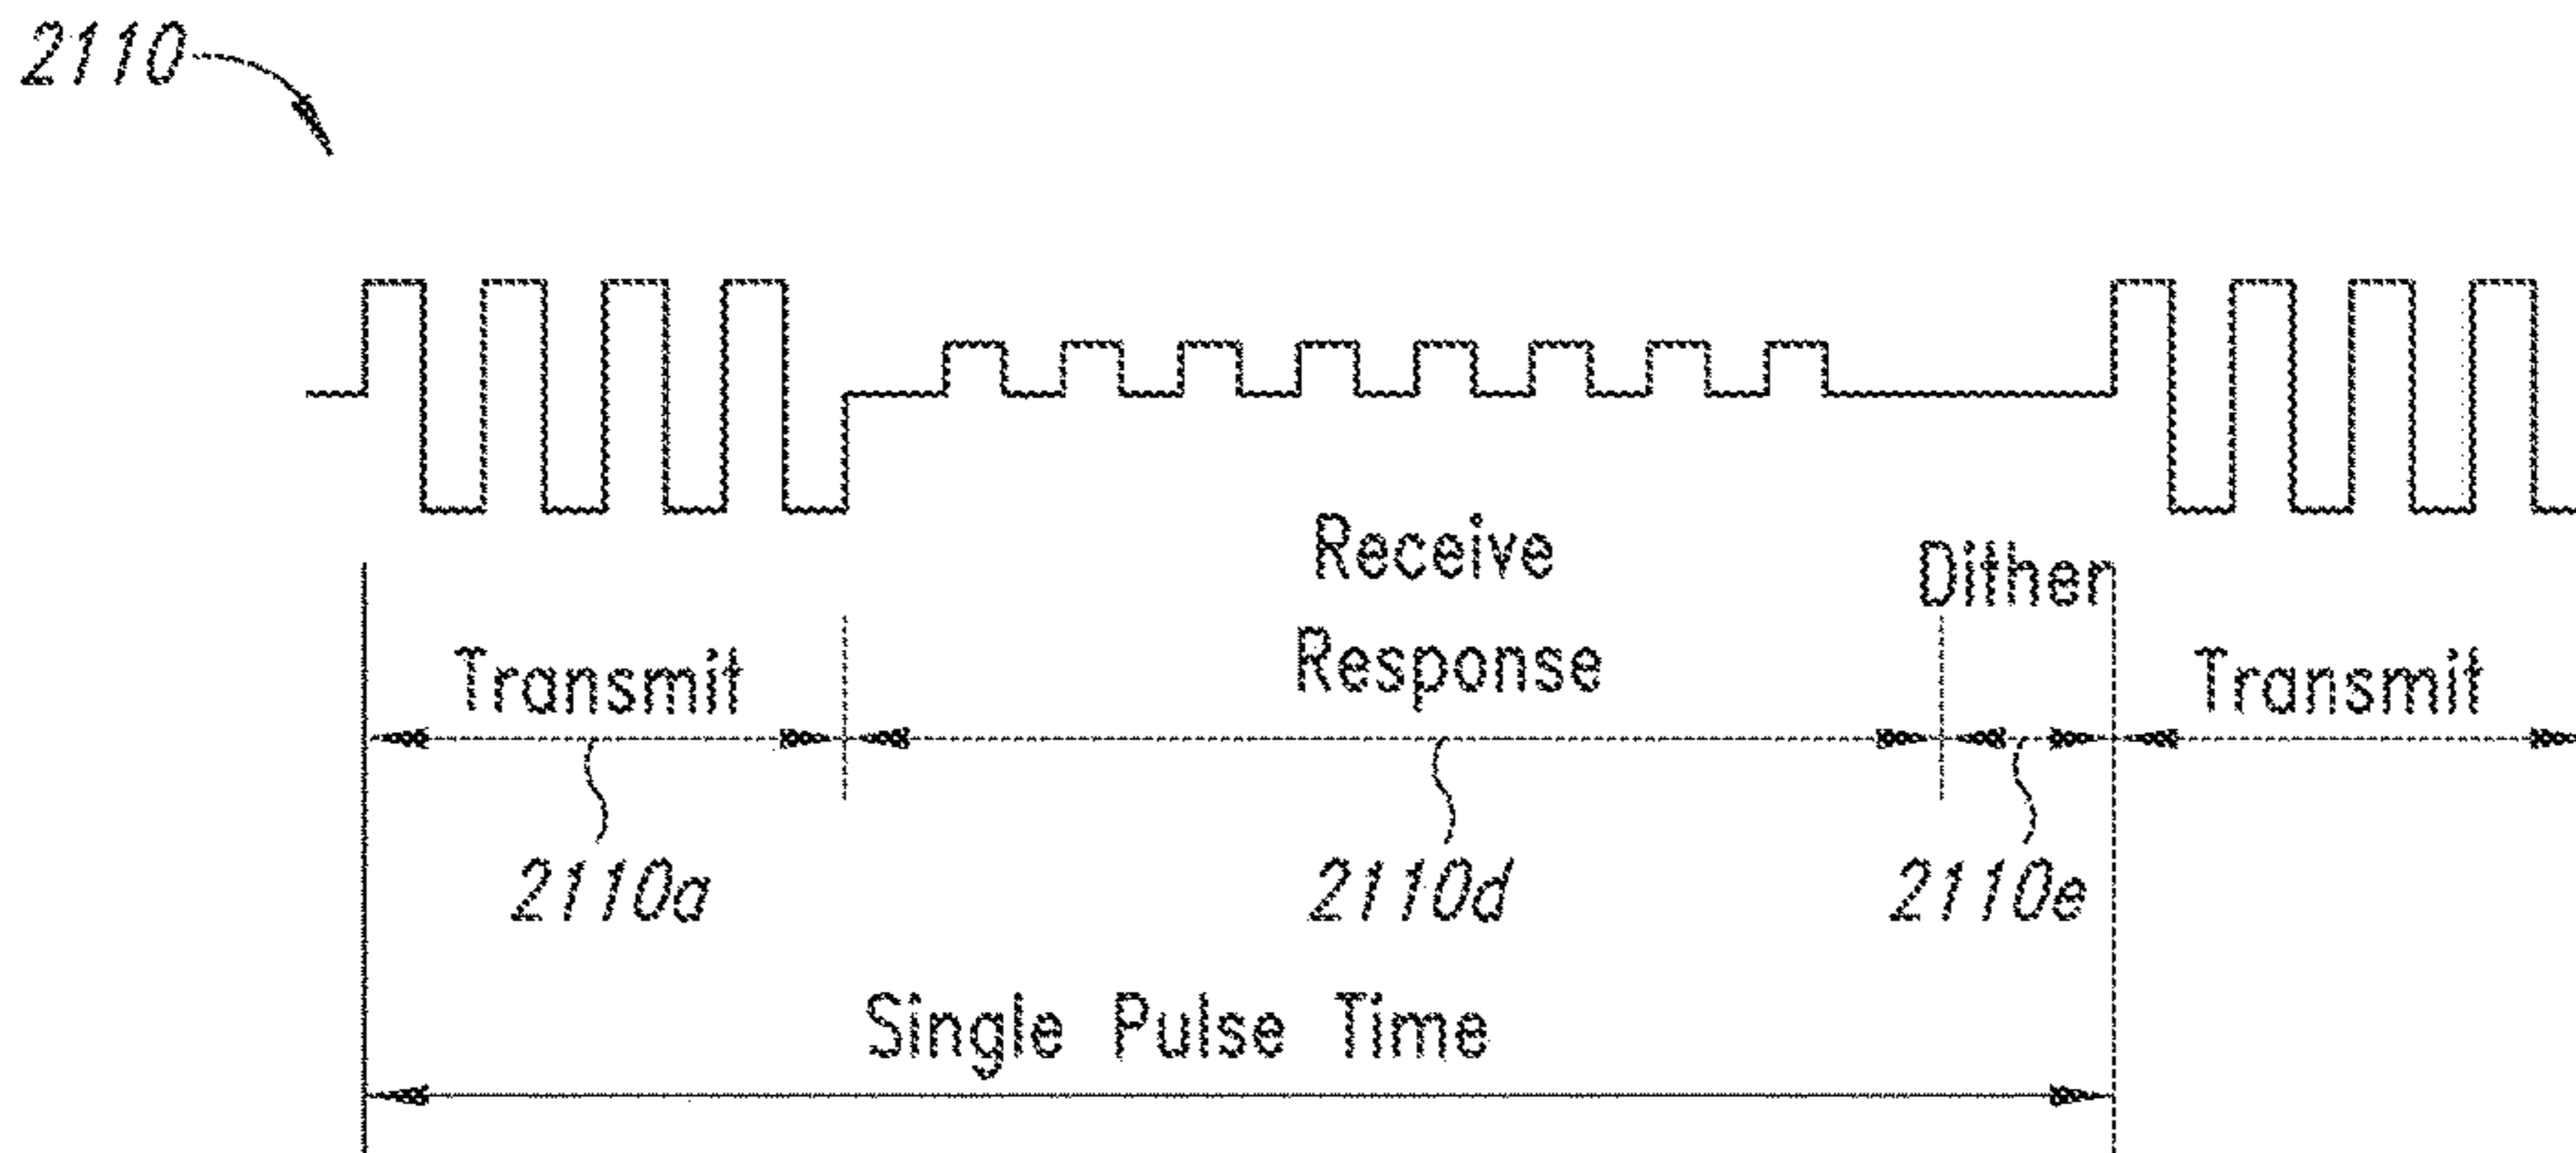 2110
Receive
Response
Dither
Transmit
Transmit
2110a
2110d
2110e
Single Pulse Time